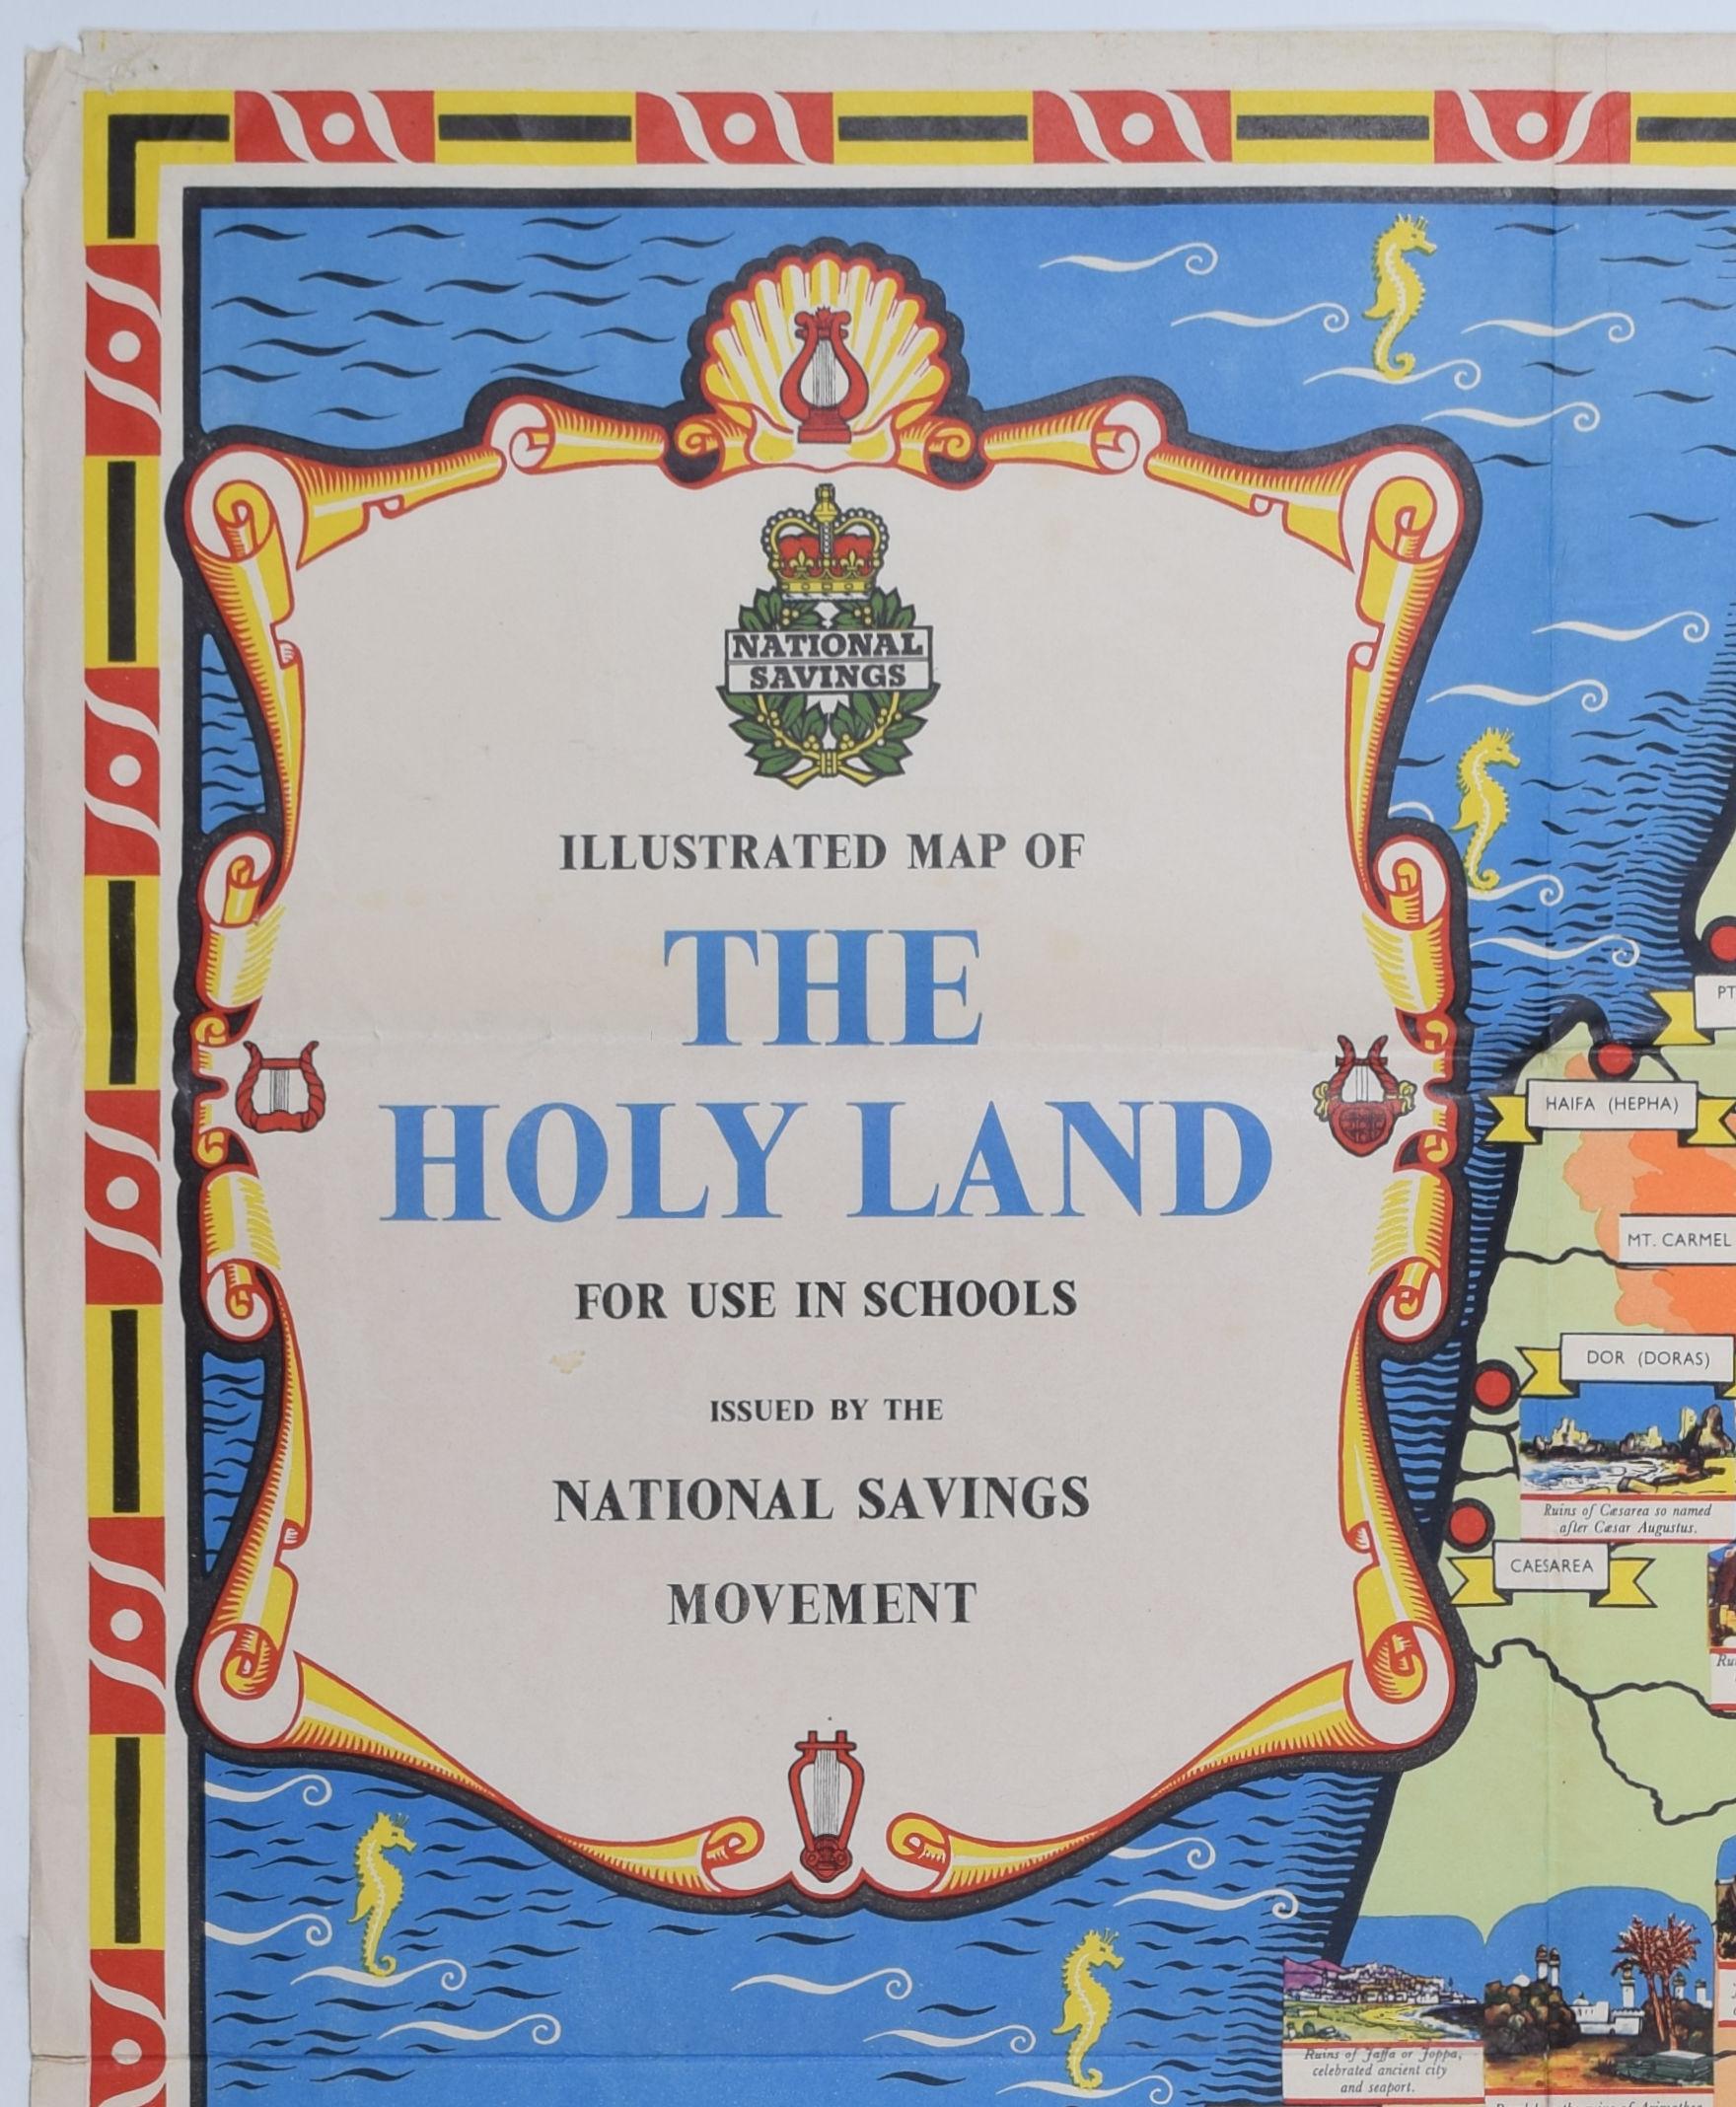 NATIONAL
SAVINGS
ILLUSTRATED MAP OF
THE
HOLY LAND
FOR USE IN SCHOOLS
ISSUED BY THE
NATIONAL SAVINGS
MOVEMENT
HAIFA (HEPHA)
MT. CARMEL
DOR (DORAS)
Ruins of Cæsarea so named
after Cæsar Augustus.
CAESAREA
Ruins of Jaffa or Joppa,
celebrated ancient city
and seaport.